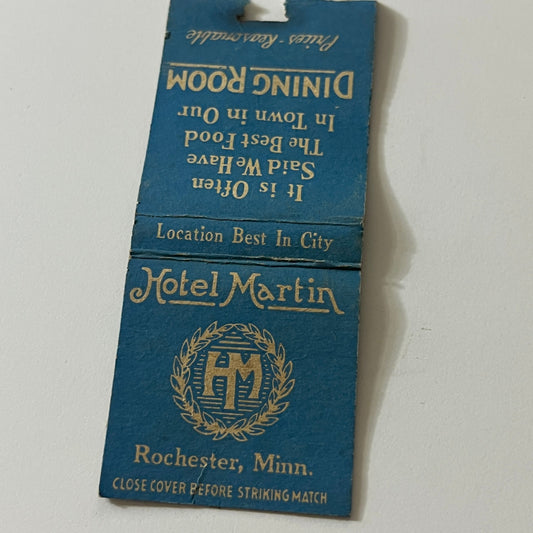 It is Often
Said We Have
The Best Food
In Town in Our
DINING ROOM
Prices Reasonable
Location Best In City
Hotel Martin
HM
Rochester, Minn.
CLOSE COVER BEFORE STRIKING MATCH